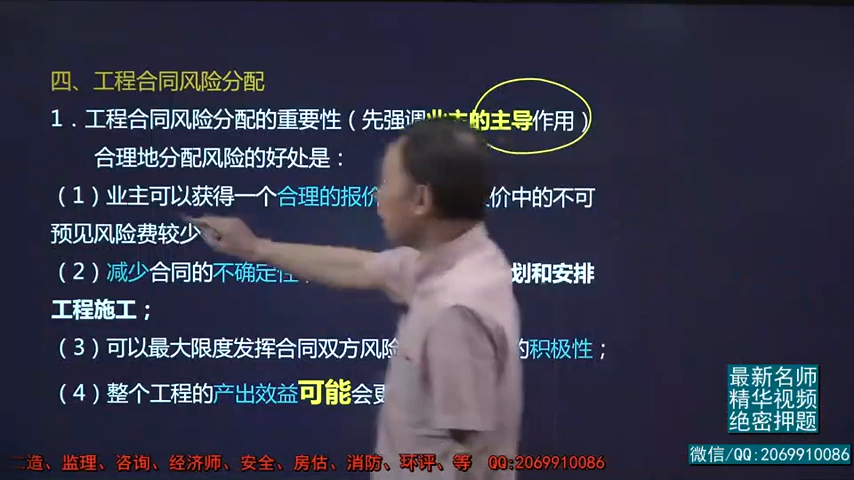 四、工程合同风险分配
1．工程合同风险分配的重要性（先强调业主的主导作用）
合理地分配风险的好处是：
（1）业主可以获得一个合理的报价 价中的不可
预见风险费较少
（2）减少合同的不确定性 划和安排
工程施工；
（3）可以最大限度发挥合同双方风险 的积极性；
（4）整个工程的产出效益可能会更
最新名师
精华视频
绝密押题
微信/QQ:2069910086
二造、监理、咨询、经济师、安全、房估、消防、环评、等 QQ:2069910086